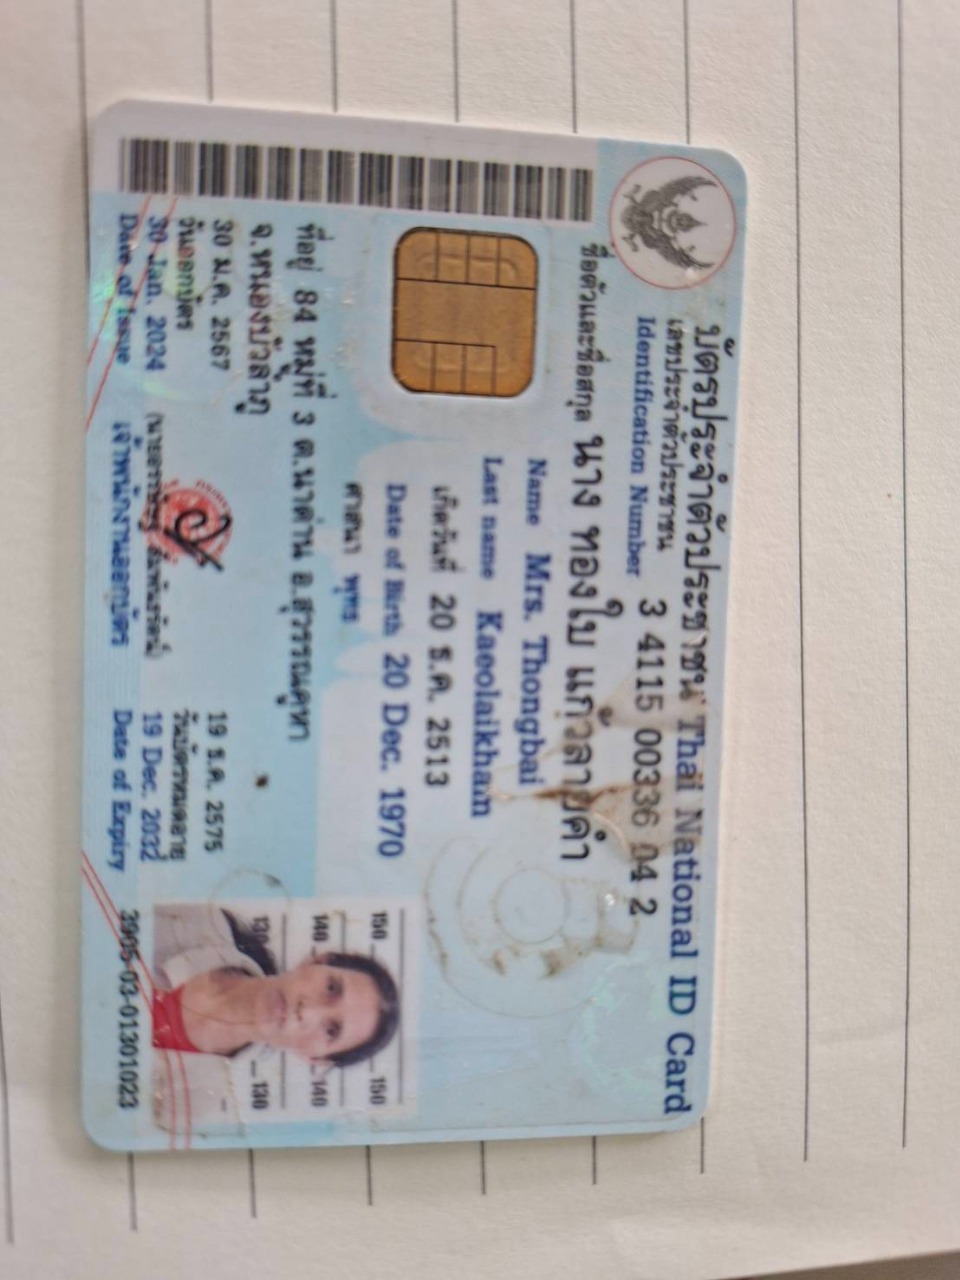 บัตรประจำตัวประชาชน Thai National ID Card
เลขประจำตัวประชาชน 3 4115 00336 04 2
Identification Number
ชื่อตัวและชื่อสกุล นาง ทองใบ แก้วลายคำ
Name Mrs. Thongbai
Last name Kaeolaikham
เกิดวันที่ 20 ธ.ค. 2513
Date of Birth 20 Dec. 1970
ศาสนา พุทธ
ที่อยู่ 84 หมู่ที่ 3 ต.นาด่าน อ.สุวรรณคูหา
จ.หนองบัวลำภู
30 ม.ค. 2567
วันออกบัตร
30 Jan. 2024
Date of Issue
เจ้าพนักงานออกบัตร
19 ธ.ค. 2575
วันบัตรหมดอายุ
19 Dec. 2032
Date of Expiry
150 150
140 140
130 130
3905-03-01301023